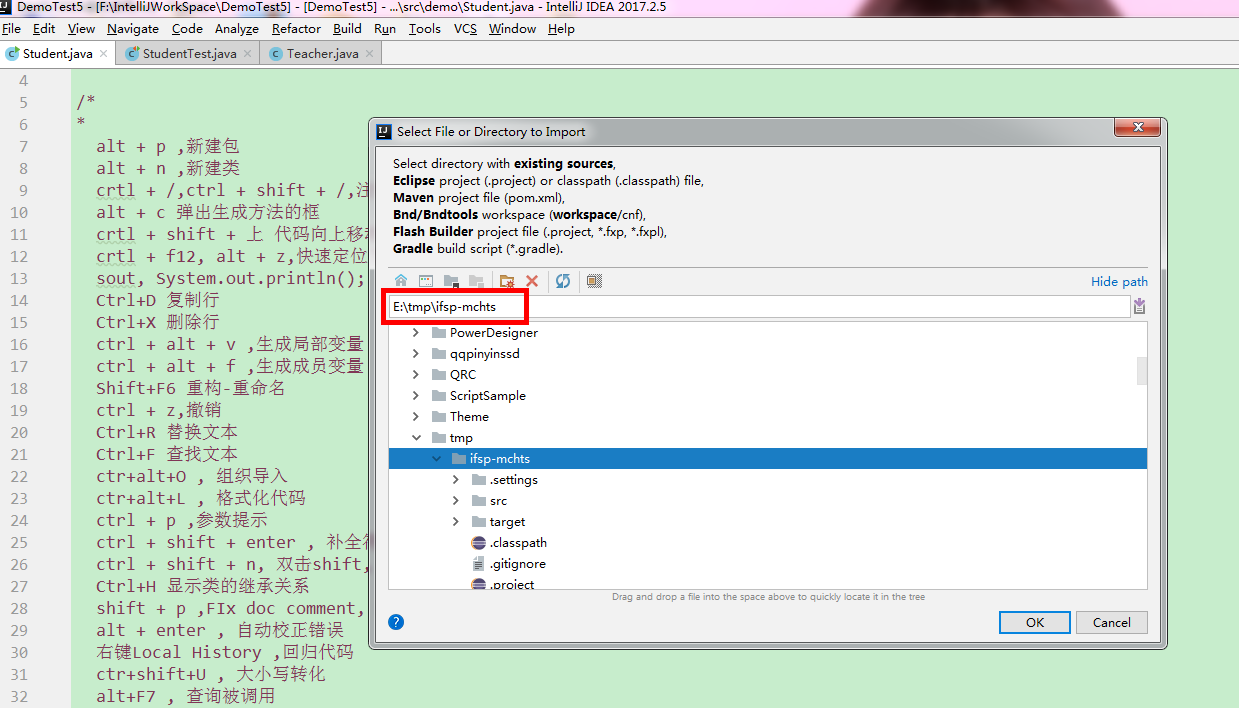 DemoTest5 - [F:\IntelliJWorkSpace\DemoTest5] - [DemoTest5] - ...\src\demo\Student.java - IntelliJ IDEA 2017.2.5
File Edit View Navigate Code Analyze Refactor Build Run Tools VCS Window Help
Student.java StudentTest.java Teacher.java
4
5 /*
6 *
7 alt + p ,新建包
8 alt + n ,新建类
9 crtl + /,ctrl + shift + /,注
10 alt + c 弹出生成方法的框
11 crtl + shift + 上 代码向上移
12 crtl + f12, alt + z,快速定位
13 sout, System.out.println();
14 Ctrl+D 复制行
15 Ctrl+X 删除行
16 ctrl + alt + v ,生成局部变量
17 ctrl + alt + f ,生成成员变量
18 Shift+F6 重构-重命名
19 ctrl + z,撤销
20 Ctrl+R 替换文本
21 Ctrl+F 查找文本
22 ctr+alt+O , 组织导入
23 ctr+alt+L , 格式化代码
24 ctrl + p ,参数提示
25 ctrl + shift + enter , 补全
26 ctrl + shift + n, 双击shift,
27 Ctrl+H 显示类的继承关系
28 shift + p ,FIx doc comment,
29 alt + enter , 自动校正错误
30 右键Local History ,回归代码
31 ctr+shift+U , 大小写转化
32 alt+F7 , 查询被调用
Select File or Directory to Import
Select directory with existing sources,
Eclipse project (.project) or classpath (.classpath) file,
Maven project file (pom.xml),
Bnd/Bndtools workspace (workspace/cnf),
Flash Builder project file (.project, *.fxp, *.fxpl),
Gradle build script (*.gradle).
Hide path
E:\tmp\ifsp-mchts
PowerDesigner
qqpinyinssd
QRC
ScriptSample
Theme
tmp
ifsp-mchts
.settings
src
target
.classpath
.gitignore
.project
Drag and drop a file into the space above to quickly locate it in the tree
? OK Cancel